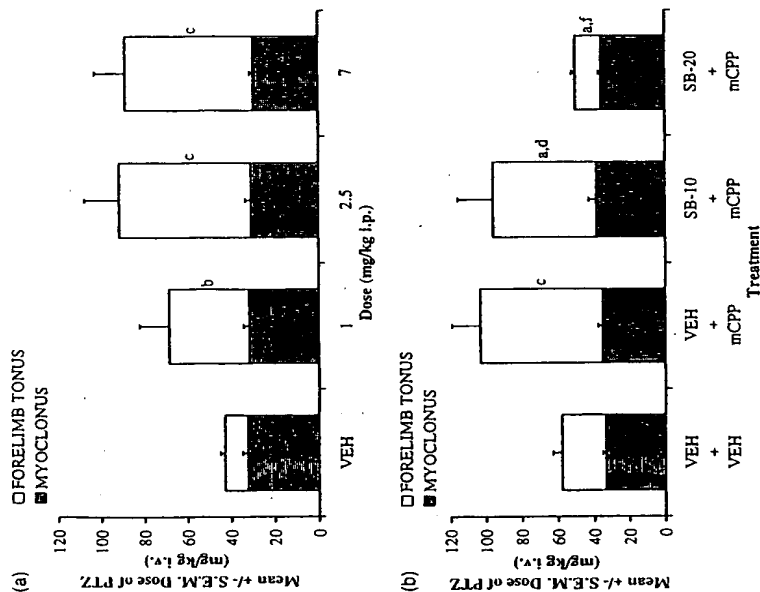 (a)
□ FORELIMB TONUS
■ MYOCLONUS
Mean +/- S.E.M. Dose of PTZ
(mg/kg i.v.)
120
100
80
60
40
20
0
b
c
c
VEH
1
2.5
7
Dose (mg/kg i.p.)
(b)
□ FORELIMB TONUS
■ MYOCLONUS
Mean +/- S.E.M. Dose of PTZ
(mg/kg i.v.)
120
100
80
60
40
20
0
c
a,d
a,f
VEH
+
VEH
VEH
+
mCPP
SB-10
+
mCPP
SB-20
+
mCPP
Treatment